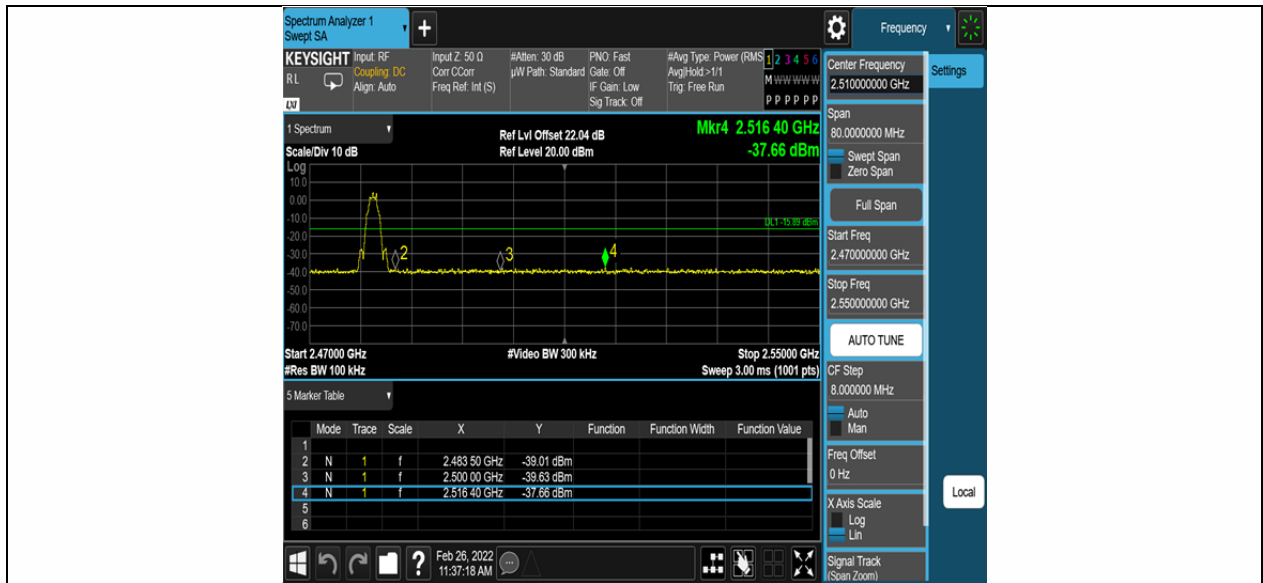 Spectrum Analyzer 1
Swept SA
+
Frequency
KEYSIGHT
RL
LXI
Input: RF
Coupling: DC
Align: Auto
Input Z: 50 Ω
Corr CCorr
Freq Ref: Int (S)
#Atten: 30 dB
µW Path: Standard
PNO: Fast
Gate: Off
IF Gain: Low
Sig Track: Off
#Avg Type: Power (RMS
Avg|Hold:>1/1
Trig: Free Run
1 2 3 4 5 6
M W W W W W
P P P P P P
1 Spectrum
Scale/Div 10 dB
Ref Lvl Offset 22.04 dB
Ref Level 20.00 dBm
Mkr4 2.516 40 GHz
-37.66 dBm
Log
10.0
0.00
-10.0
-20.0
-30.0
-40.0
-50.0
-60.0
-70.0
DL1 -15.89 dBm
2
3
4
Start 2.47000 GHz
#Res BW 100 kHz
#Video BW 300 kHz
Stop 2.55000 GHz
Sweep 3.00 ms (1001 pts)
5 Marker Table
Mode Trace Scale X Y Function Function Width Function Value
1
2 N 1 f 2.483 50 GHz -39.01 dBm
3 N 1 f 2.500 00 GHz -39.63 dBm
4 N 1 f 2.516 40 GHz -37.66 dBm
5
6
?
Feb 26, 2022
11:37:18 AM
Center Frequency
2.510000000 GHz
Settings
Span
80.0000000 MHz
Swept Span
Zero Span
Full Span
Start Freq
2.470000000 GHz
Stop Freq
2.550000000 GHz
AUTO TUNE
CF Step
8.000000 MHz
Auto
Man
Freq Offset
0 Hz
X Axis Scale
Log
Lin
Local
Signal Track
(Span Zoom)